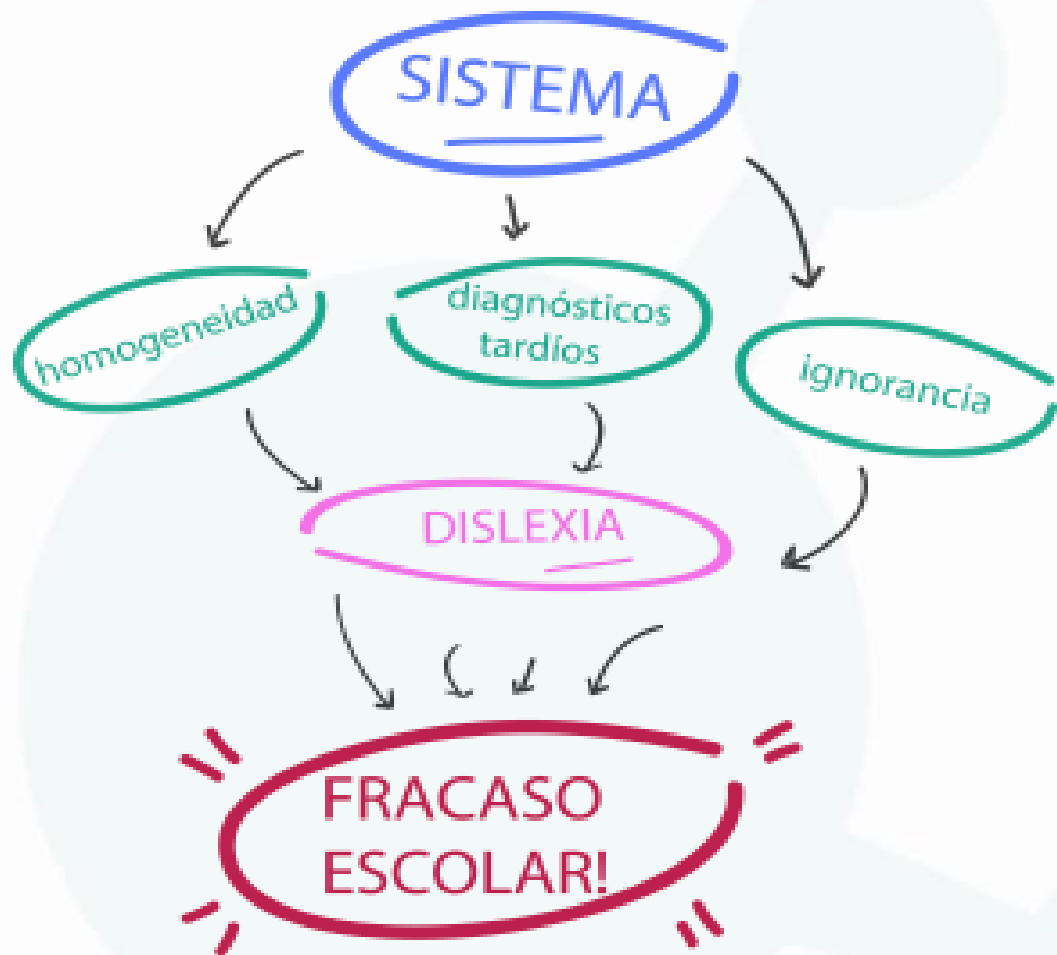 SISTEMA
homogeneidad
diagnósticos
tardíos
ignorancia
DISLEXIA
FRACASO
ESCOLAR!